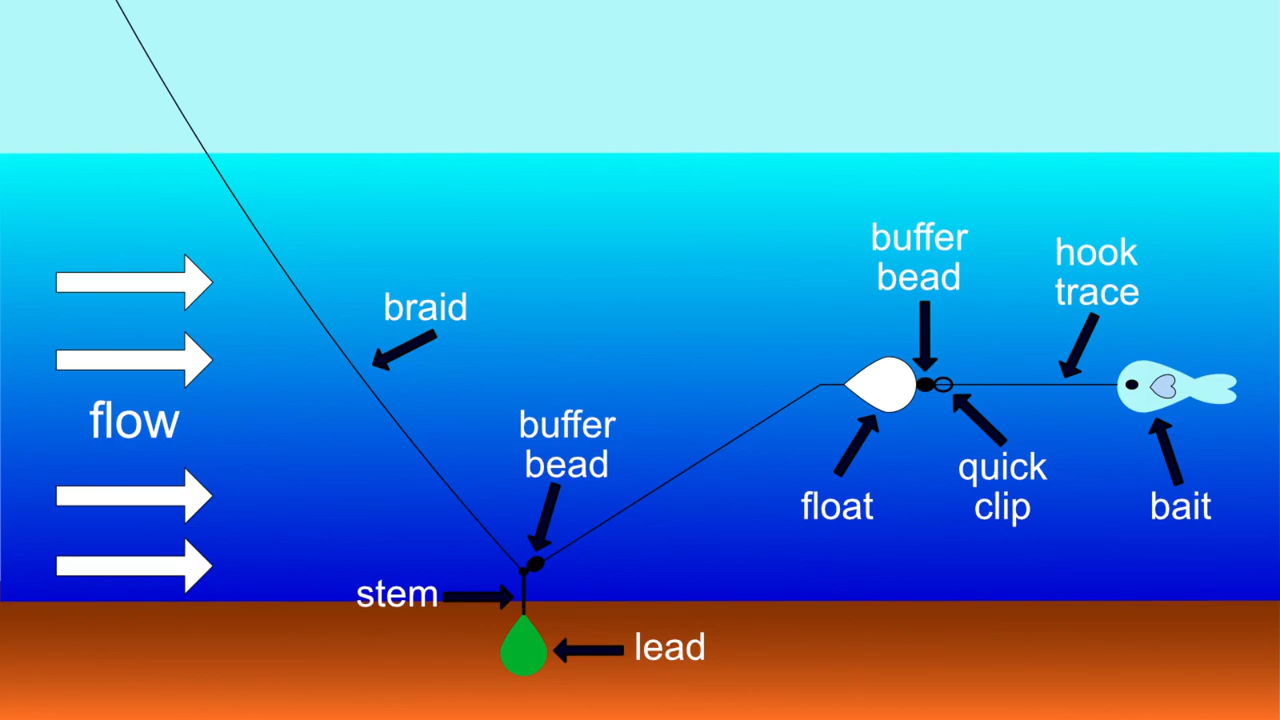 buffer
bead
hook
trace
braid
flow
buffer
bead
quick
clip
float
bait
stem
lead